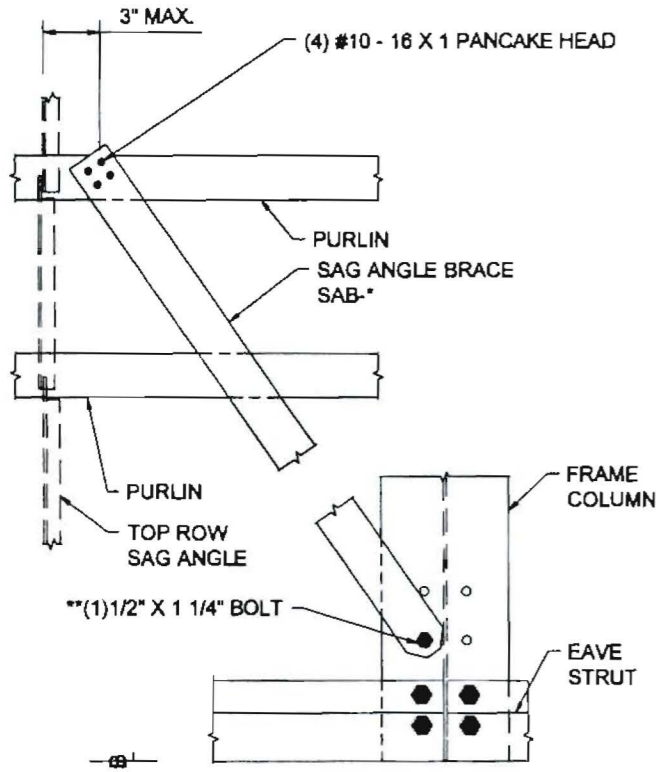 3" MAX.
(4) #10 - 16 X 1 PANCAKE HEAD
PURLIN
SAG ANGLE BRACE
SAB-*
PURLIN
TOP ROW
SAG ANGLE
FRAME
COLUMN
**(1)1/2" X 1 1/4" BOLT
EAVE
STRUT